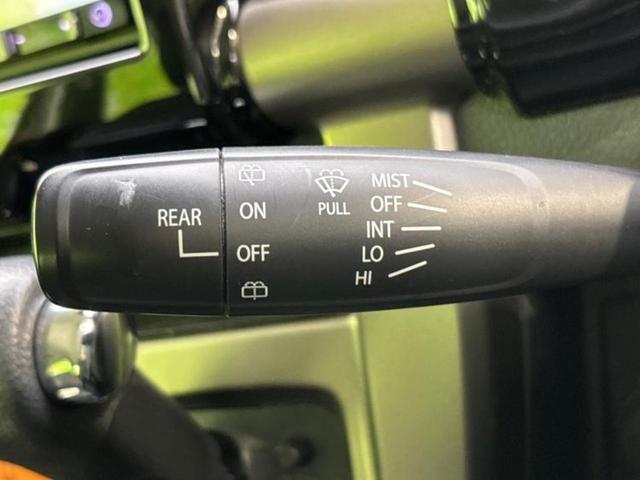 REAR
ON
OFF
PULL
MIST
OFF
INT
LO
HI